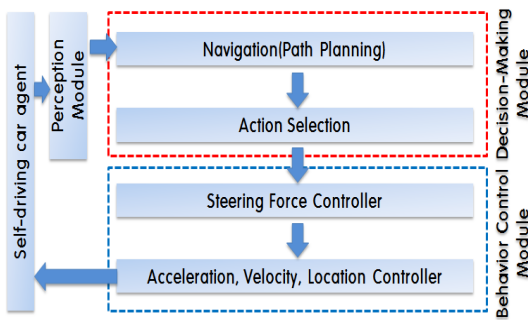 Self-driving car agent
Perception
Module
Navigation(Path Planning)
Action Selection
Decision-Making
Module
Steering Force Controller
Acceleration, Velocity, Location Controller
Behavior Control
Module